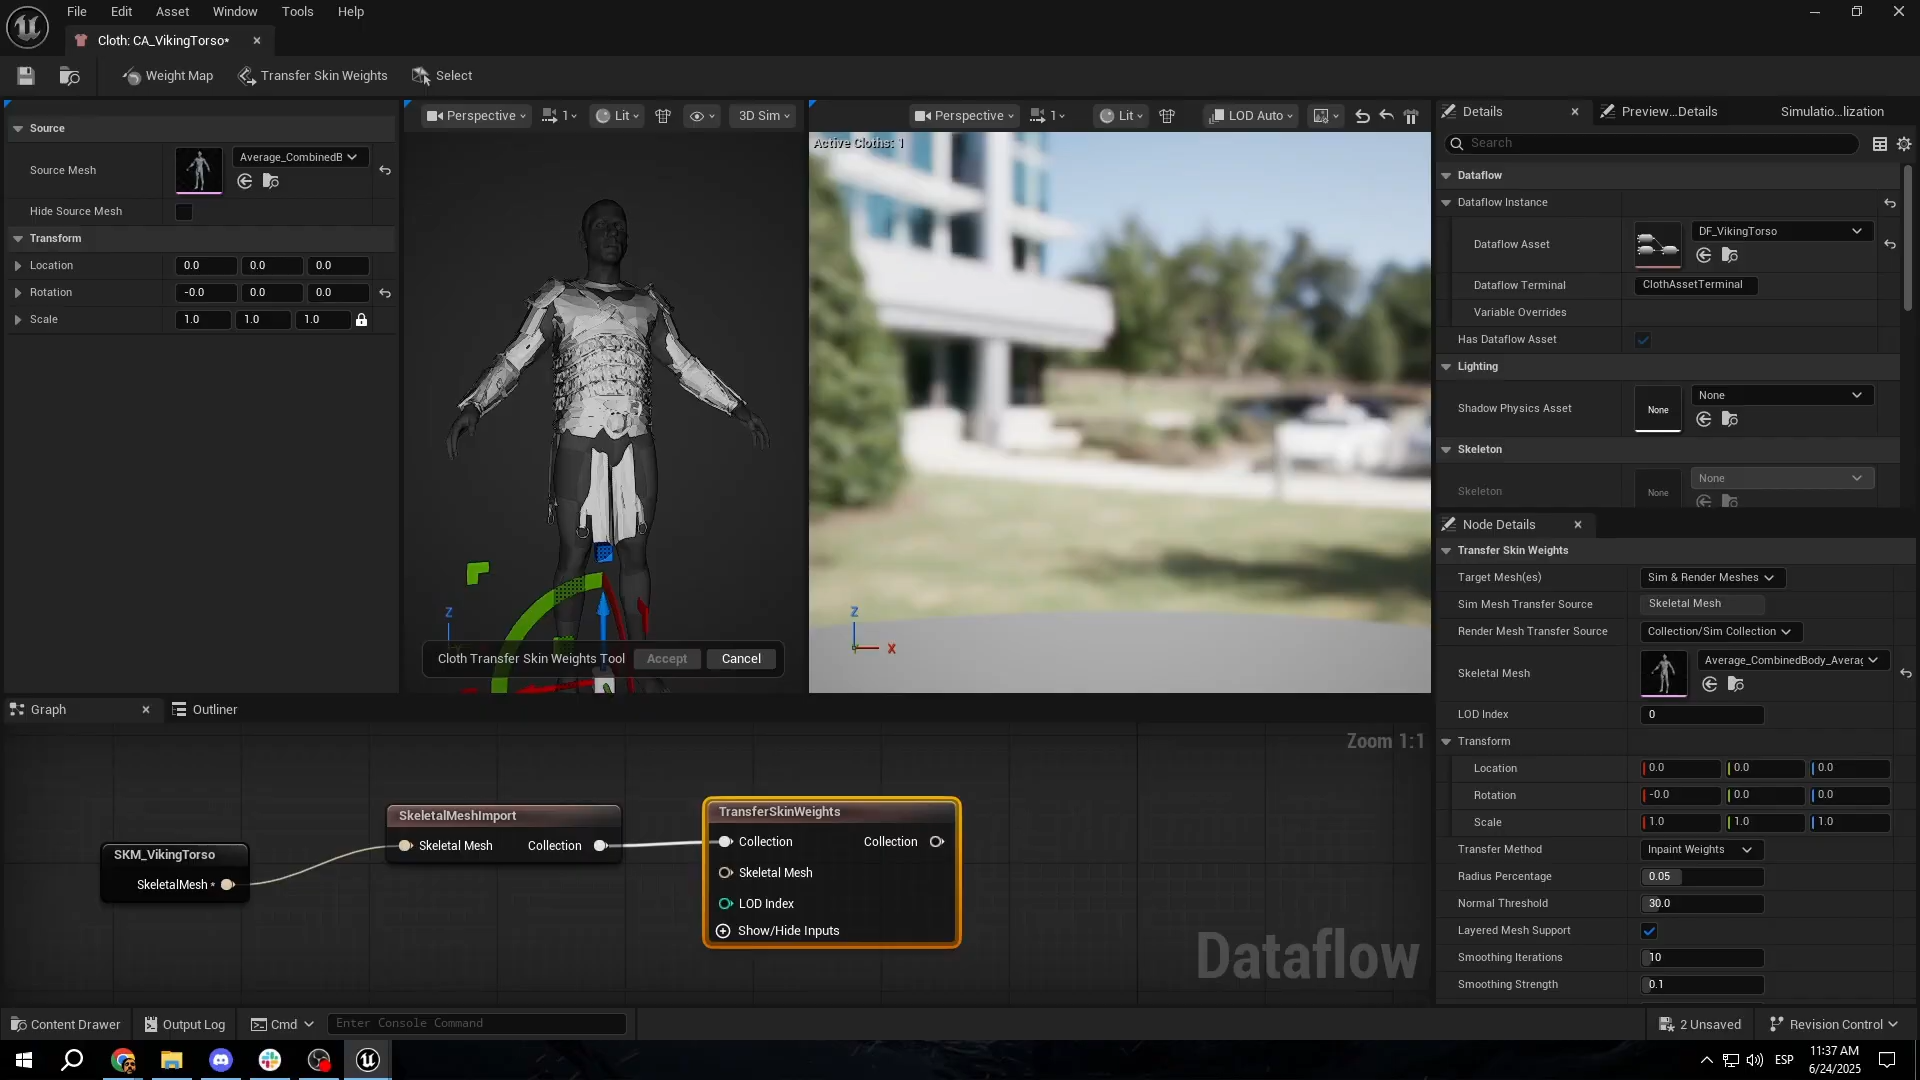 File Edit Asset Window Tools Help
Cloth: CA_VikingTorso*
Weight Map Transfer Skin Weights Select
Source
Source Mesh
Average_CombinedB
Hide Source Mesh
Transform
Location 0.0 0.0 0.0
Rotation -0.0 0.0 0.0
Scale 1.0 1.0 1.0
Perspective 1 Lit 3D Sim
Z
Cloth Transfer Skin Weights Tool Accept Cancel
Perspective 1 Lit LOD Auto
Active Cloths: 1
Z
X
Details Preview...Details Simulatio...lization
Search
Dataflow
Dataflow Instance
Dataflow Asset
DF_VikingTorso
Dataflow Terminal ClothAssetTerminal
Variable Overrides
Has Dataflow Asset
Lighting
Shadow Physics Asset
None
None
Skeleton
Skeleton
None
None
Node Details
Transfer Skin Weights
Target Mesh(es) Sim & Render Meshes
Sim Mesh Transfer Source Skeletal Mesh
Render Mesh Transfer Source Collection/Sim Collection
Skeletal Mesh
Average_CombinedBody_Averag
LOD Index 0
Transform
Location 0.0 0.0 0.0
Rotation -0.0 0.0 0.0
Scale 1.0 1.0 1.0
Transfer Method Inpaint Weights
Radius Percentage 0.05
Normal Threshold 30.0
Layered Mesh Support
Smoothing Iterations 10
Smoothing Strength 0.1
Graph Outliner
Zoom 1:1
SKM_VikingTorso
SkeletalMesh *
SkeletalMeshImport
Skeletal Mesh Collection
TransferSkinWeights
Collection Collection
Skeletal Mesh
LOD Index
Show/Hide Inputs
Dataflow
Content Drawer Output Log Cmd Enter Console Command
2 Unsaved Revision Control
ESP
11:37 AM
6/24/2025